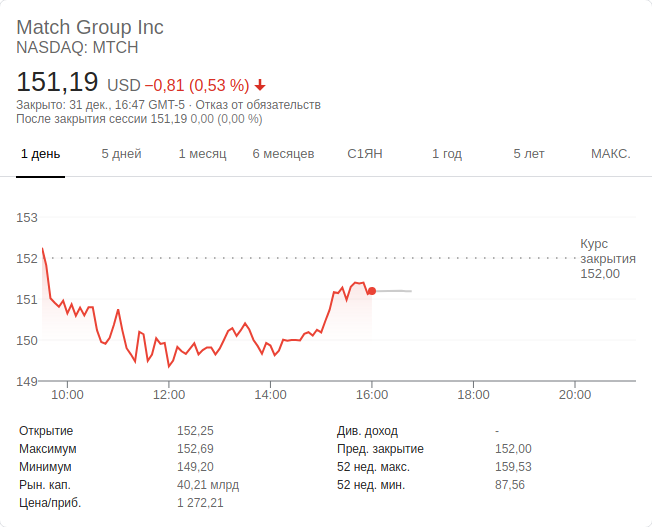 Match Group Inc
NASDAQ: MTCH
151,19 USD −0,81 (0,53 %)
Закрыто: 31 дек., 16:47 GMT-5 · Отказ от обязательств
После закрытия сессии 151,19 0,00 (0,00 %)
1 день 5 дней 1 месяц 6 месяцев С1ЯН 1 год 5 лет МАКС.
153
152
151
150
149
Курс
закрытия
152,00
10:00 12:00 14:00 16:00 18:00 20:00
Открытие 152,25 Див. доход -
Максимум 152,69 Пред. закрытие 152,00
Минимум 149,20 52 нед. макс. 159,53
Рын. кап. 40,21 млрд 52 нед. мин. 87,56
Цена/приб. 1 272,21